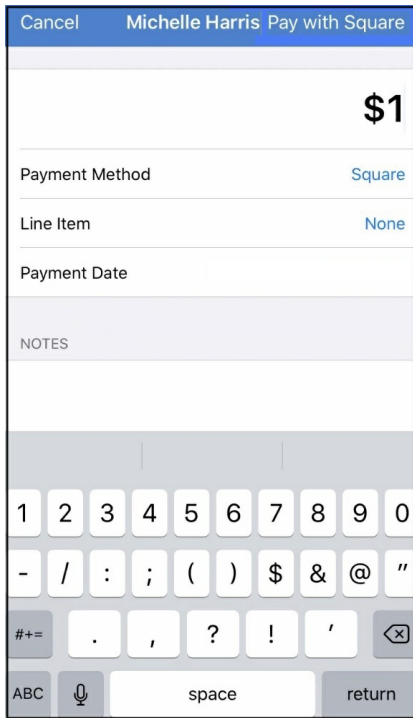 Cancel Michelle Harris Pay with Square
$1
Payment Method Square
Line Item None
Payment Date
NOTES
1 2 3 4 5 6 7 8 9 0
- / : ; ( ) $ & @ "
#+= . , ? ! '
ABC space return